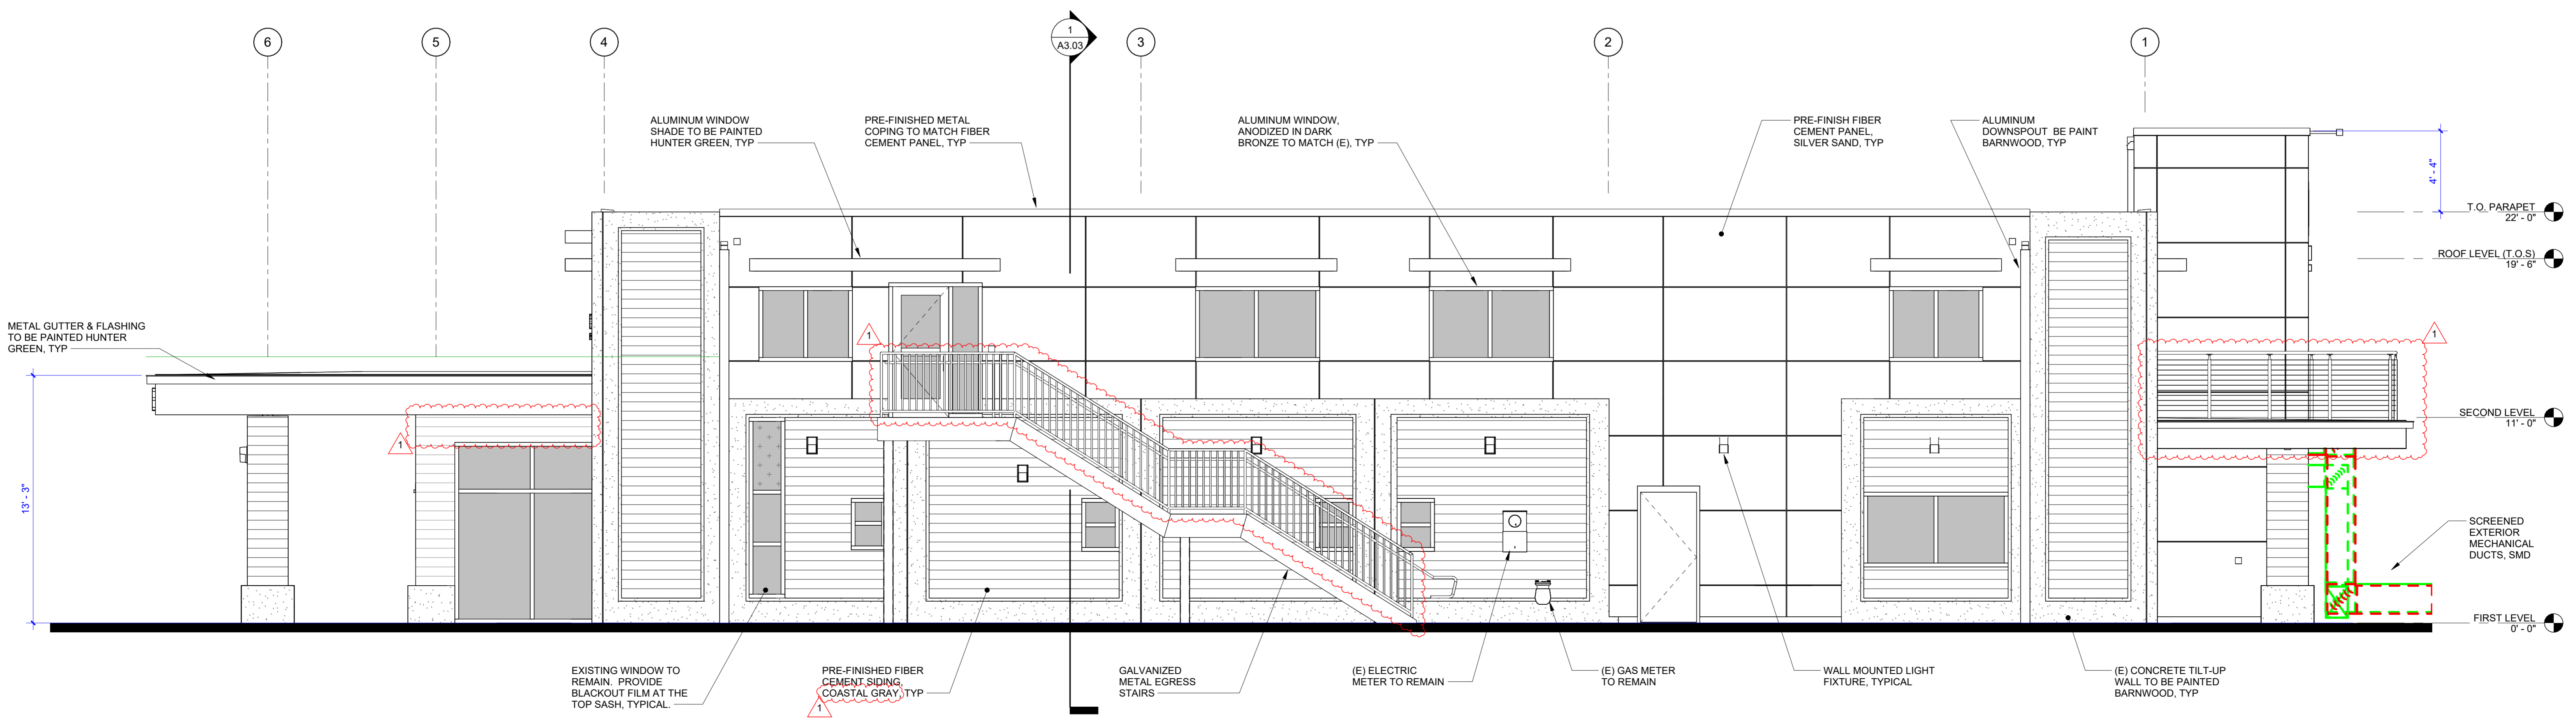 6
5
4
1
A3.03
3
2
1
ALUMINUM WINDOW
SHADE TO BE PAINTED
HUNTER GREEN, TYP
PRE-FINISHED METAL
COPING TO MATCH FIBER
CEMENT PANEL, TYP
ALUMINUM WINDOW,
ANODIZED IN DARK
BRONZE TO MATCH (E), TYP
PRE-FINISH FIBER
CEMENT PANEL,
SILVER SAND, TYP
ALUMINUM
DOWNSPOUT BE PAINT
BARNWOOD, TYP
4' - 4"
T.O. PARAPET
22' - 0"
ROOF LEVEL (T.O.S)
19' - 6"
METAL GUTTER & FLASHING
TO BE PAINTED HUNTER
GREEN, TYP
1
1
SECOND LEVEL
11' - 0"
1
13' - 3"
SCREENED
EXTERIOR
MECHANICAL
DUCTS, SMD
FIRST LEVEL
0' - 0"
EXISTING WINDOW TO
REMAIN. PROVIDE
BLACKOUT FILM AT THE
TOP SASH, TYPICAL.
PRE-FINISHED FIBER
CEMENT SIDING,
COASTAL GRAY, TYP
1
GALVANIZED
METAL EGRESS
STAIRS
(E) ELECTRIC
METER TO REMAIN
(E) GAS METER
TO REMAIN
WALL MOUNTED LIGHT
FIXTURE, TYPICAL
(E) CONCRETE TILT-UP
WALL TO BE PAINTED
BARNWOOD, TYP